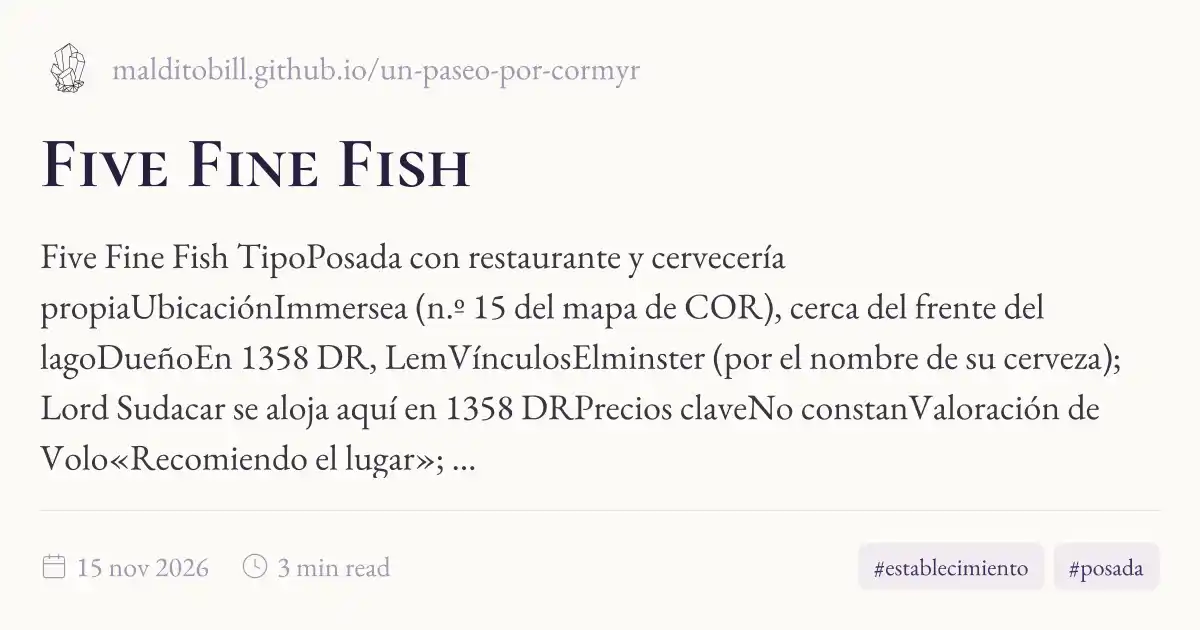 malditobill.github.io/un-paseo-por-cormyr
Five Fine Fish
Five Fine Fish TipoPosada con restaurante y cervecería
propiaUbicaciónImmersea (n.º 15 del mapa de COR), cerca del frente del
lagoDueñoEn 1358 DR, LemVínculosElminster (por el nombre de su cerveza);
Lord Sudacar se aloja aquí en 1358 DRPrecios claveNo constanValoración de
Volo«Recomiendo el lugar»; ...
15 nov 2026
3 min read
#establecimiento
#posada